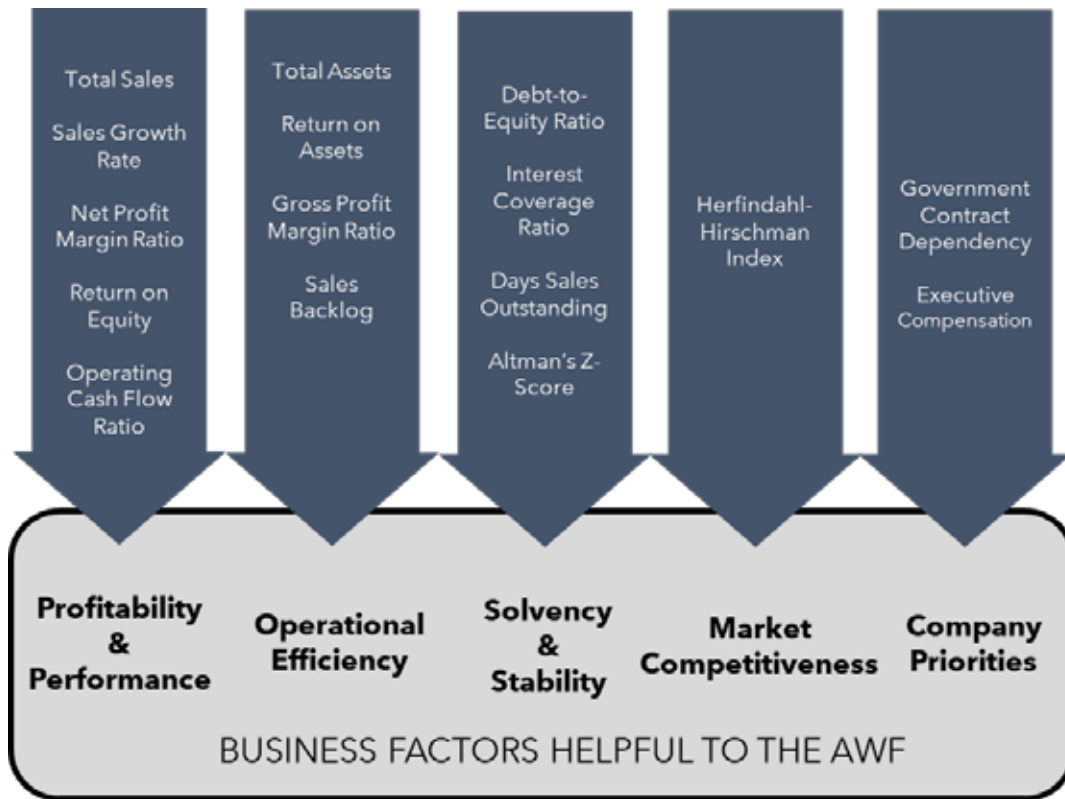 Total Sales
Sales Growth
Rate
Net Profit
Margin Ratio
Return on
Equity
Operating
Cash Flow
Ratio
Total Assets
Return on
Assets
Gross Profit
Margin Ratio
Sales
Backlog
Debt-to-
Equity Ratio
Interest
Coverage
Ratio
Days Sales
Outstanding
Altman's Z-
Score
Herfindahl-
Hirschman
Index
Government
Contract
Dependency
Executive
Compensation
Profitability
&
Performance
Operational
Efficiency
Solvency
&
Stability
Market
Competitiveness
Company
Priorities
BUSINESS FACTORS HELPFUL TO THE AWF